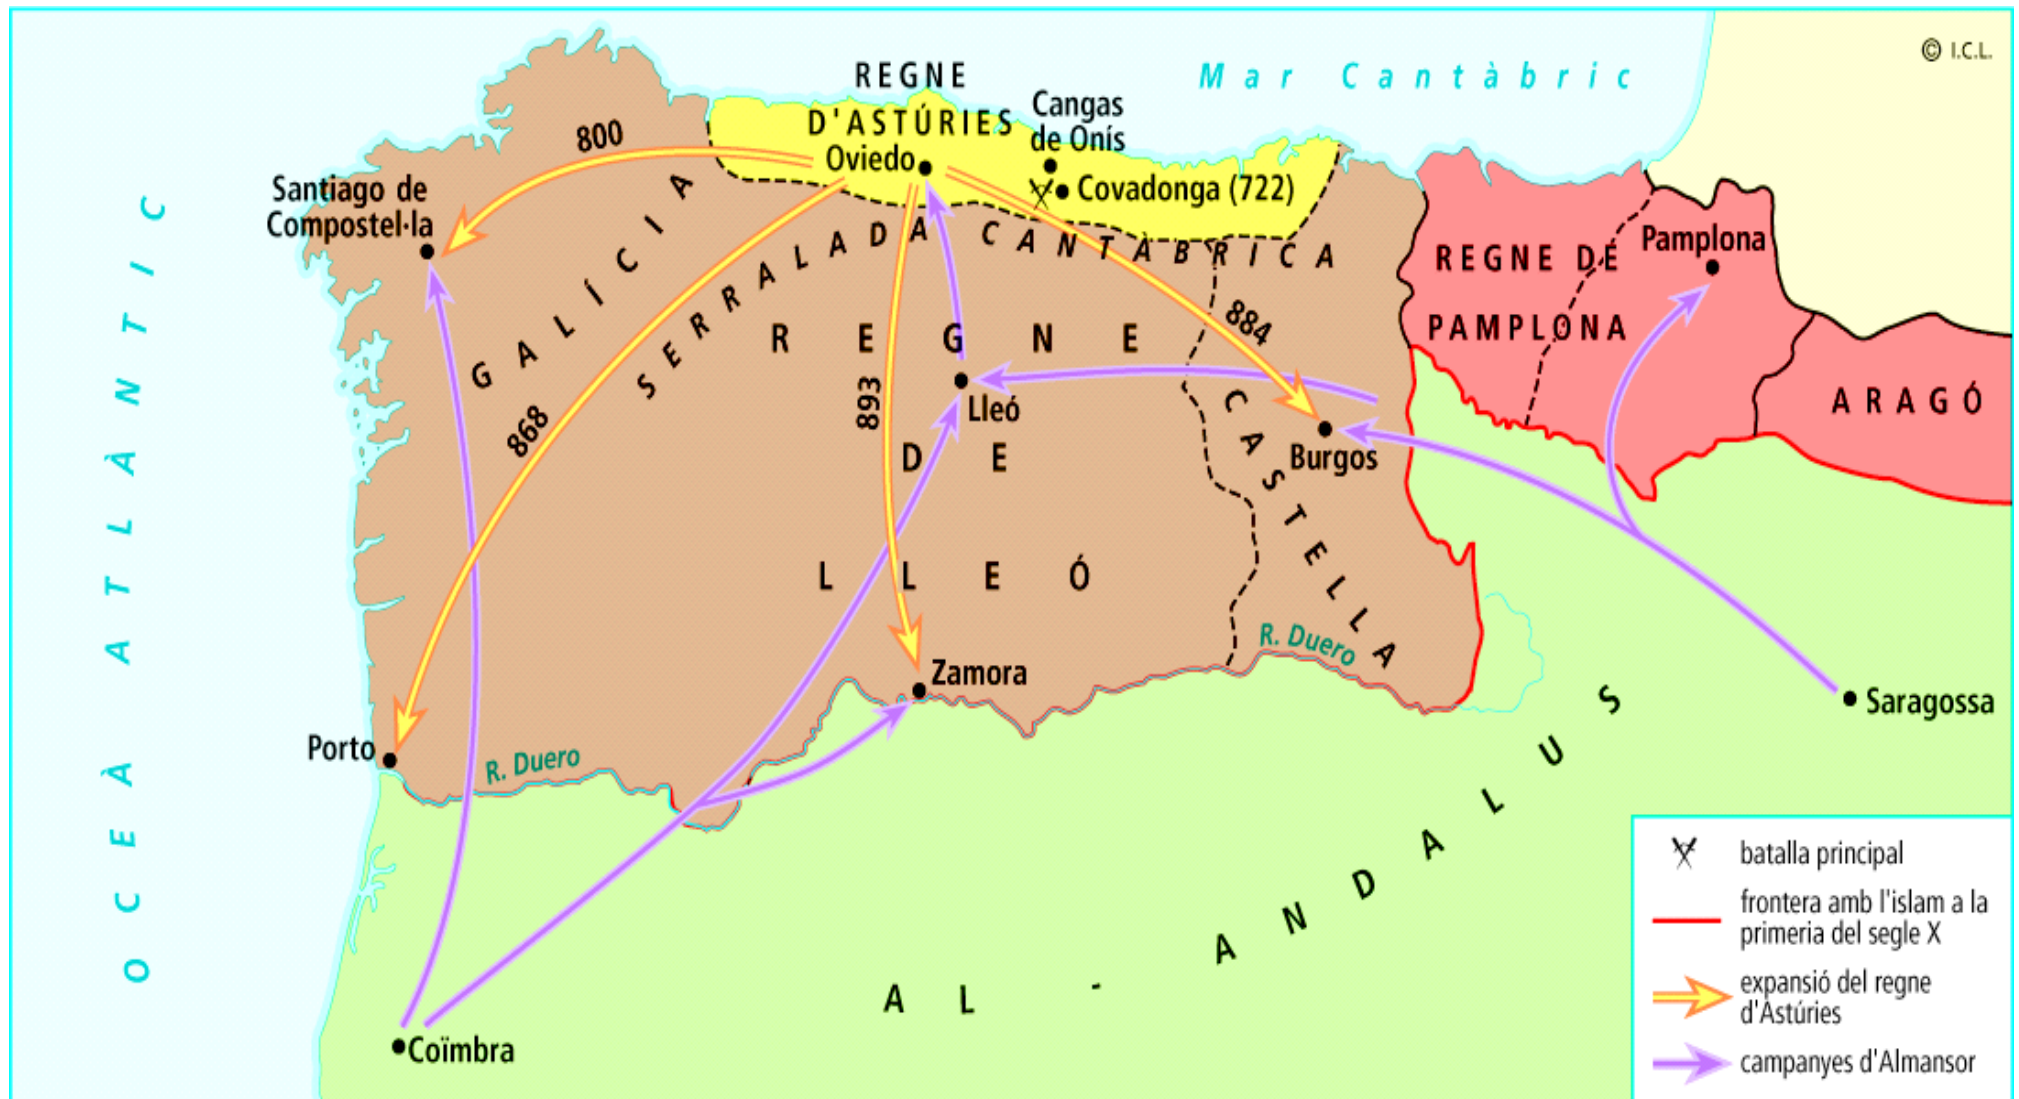 © I.C.L.
REGNE
D'ASTÚRIES
Mar Cantàbric
Cangas
de Onís
800
Oviedo
Covadonga (722)
Santiago de
Compostel·la
GALÍCIA
SERRALADA CANTÀBRICA
REGNE DE
PAMPLONA
Pamplona
ARAGÓ
OCEÀ ATLÀNTIC
REGNE
DE
LLEÓ
884
893
868
Lleó
CASTELLA
Burgos
R. Duero
Zamora
Saragossa
Porto
R. Duero
AL-ANDALUS
Coïmbra
batalla principal
frontera amb l'islam a la
primeria del segle X
expansió del regne
d'Astúries
campanyes d'Almansor